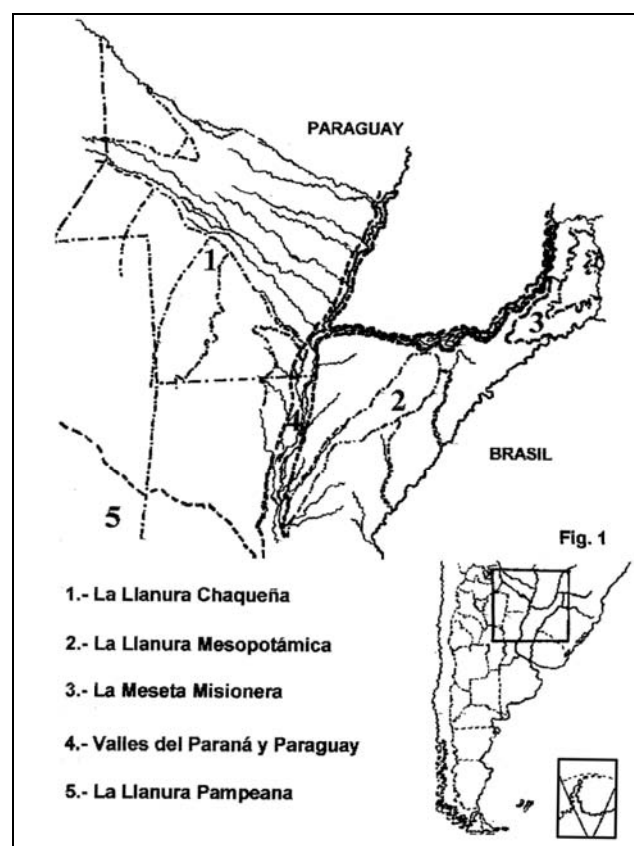 PARAGUAY
1
3
2
4
BRASIL
5
Fig. 1
1.- La Llanura Chaqueña
2.- La Llanura Mesopotámica
3.- La Meseta Misionera
4.- Valles del Paraná y Paraguay
5.- La Llanura Pampeana